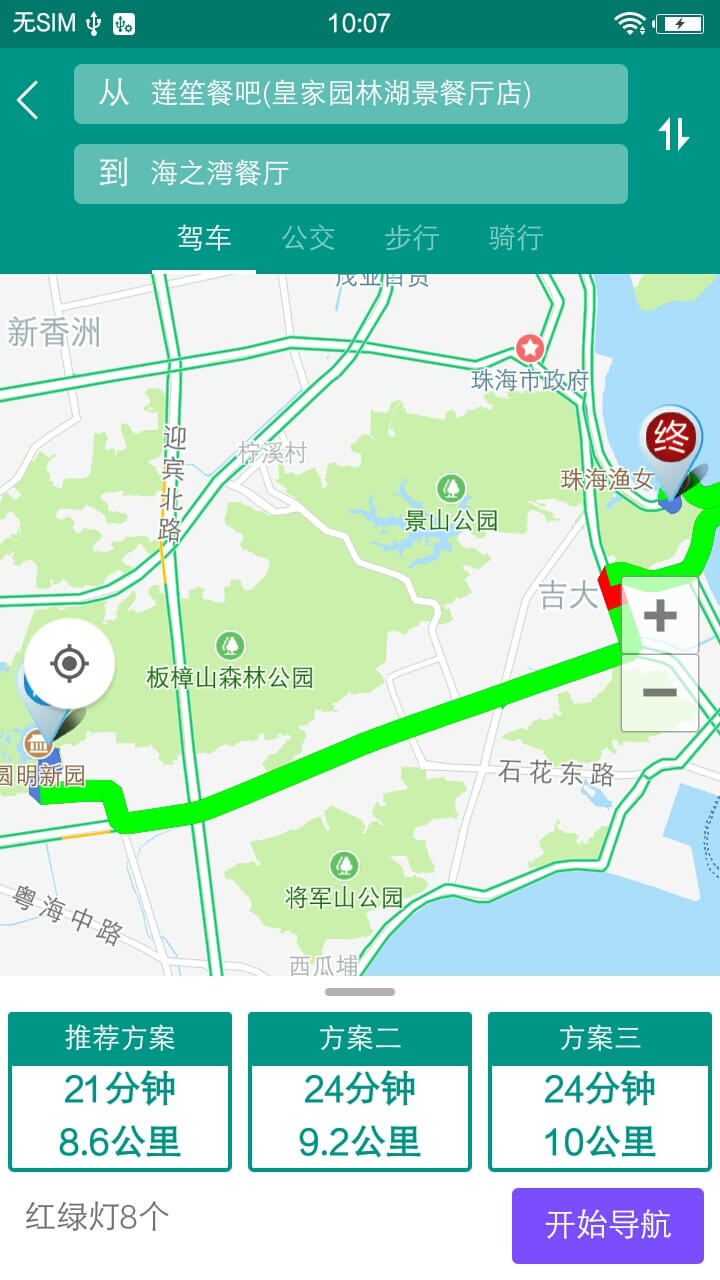 无SIM 10:07
从 莲笙餐吧(皇家园林湖景餐厅店)
到 海之湾餐厅
驾车 公交 步行 骑行
茂业百货
新香洲
珠海市政府
迎宾北路
柠溪村
终
珠海渔女
景山公园
吉大
板樟山森林公园
圆明新园
石花东路
将军山公园
粤海中路
西瓜埔
推荐方案 方案二 方案三
21分钟 24分钟 24分钟
8.6公里 9.2公里 10公里
红绿灯8个 开始导航